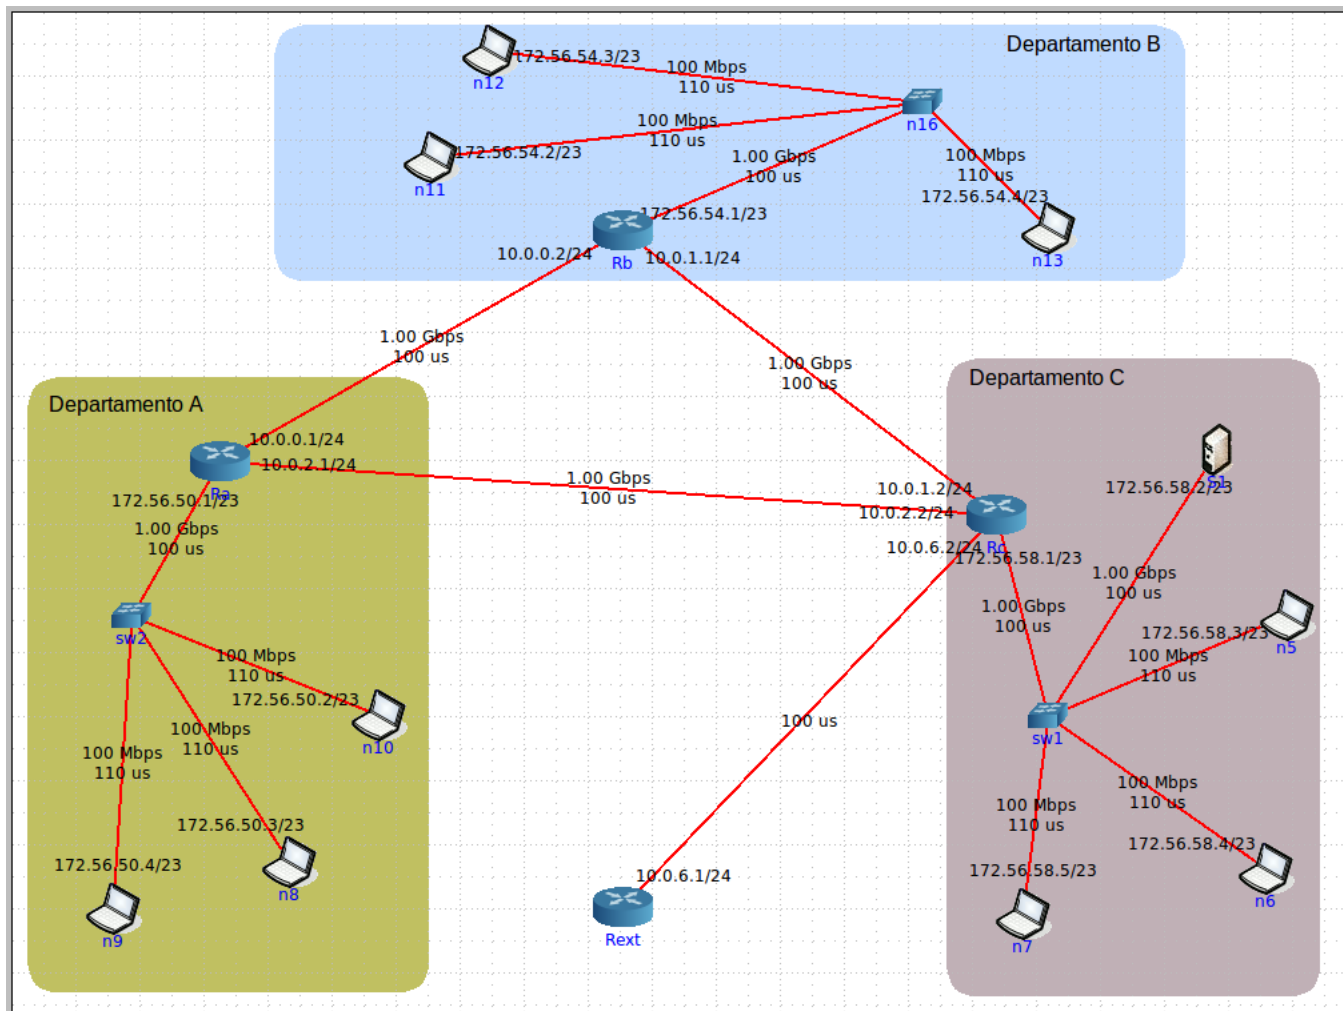 Departamento B
172.56.54.3/23
n12
100 Mbps
110 us
n16
100 Mbps
110 us
172.56.54.2/23
n11
1.00 Gbps
100 us
100 Mbps
110 us
172.56.54.4/23
n13
172.56.54.1/23
10.0.0.2/24
Rb
10.0.1.1/24
1.00 Gbps
100 us
1.00 Gbps
100 us
Departamento A
10.0.0.1/24
10.0.2.1/24
Ra
172.56.50.1/23
1.00 Gbps
100 us
sw2
100 Mbps
110 us
172.56.50.2/23
n10
100 Mbps
110 us
100 Mbps
110 us
172.56.50.3/23
n8
172.56.50.4/23
n9
1.00 Gbps
100 us
Departamento C
10.0.1.2/24
10.0.2.2/24
10.0.6.2/24
Rc
172.56.58.1/23
172.56.58.2/23
S1
1.00 Gbps
100 us
1.00 Gbps
100 us
172.56.58.3/23
n5
100 Mbps
110 us
sw1
100 Mbps
110 us
172.56.58.4/23
n6
100 Mbps
110 us
172.56.58.5/23
n7
100 us
10.0.6.1/24
Rext